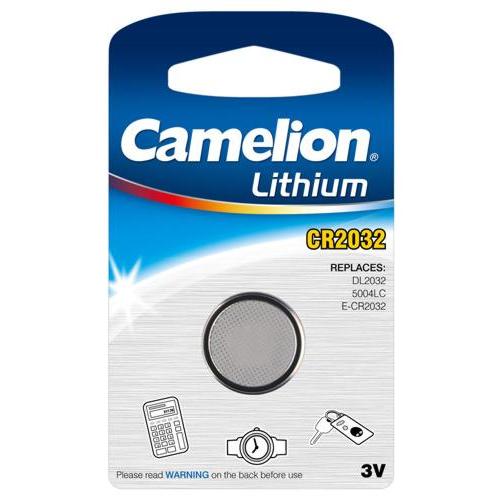 Camelion®
Lithium
CR2032
REPLACES:
DL2032
5004LC
E-CR2032
Please read WARNING on the back before use
3V